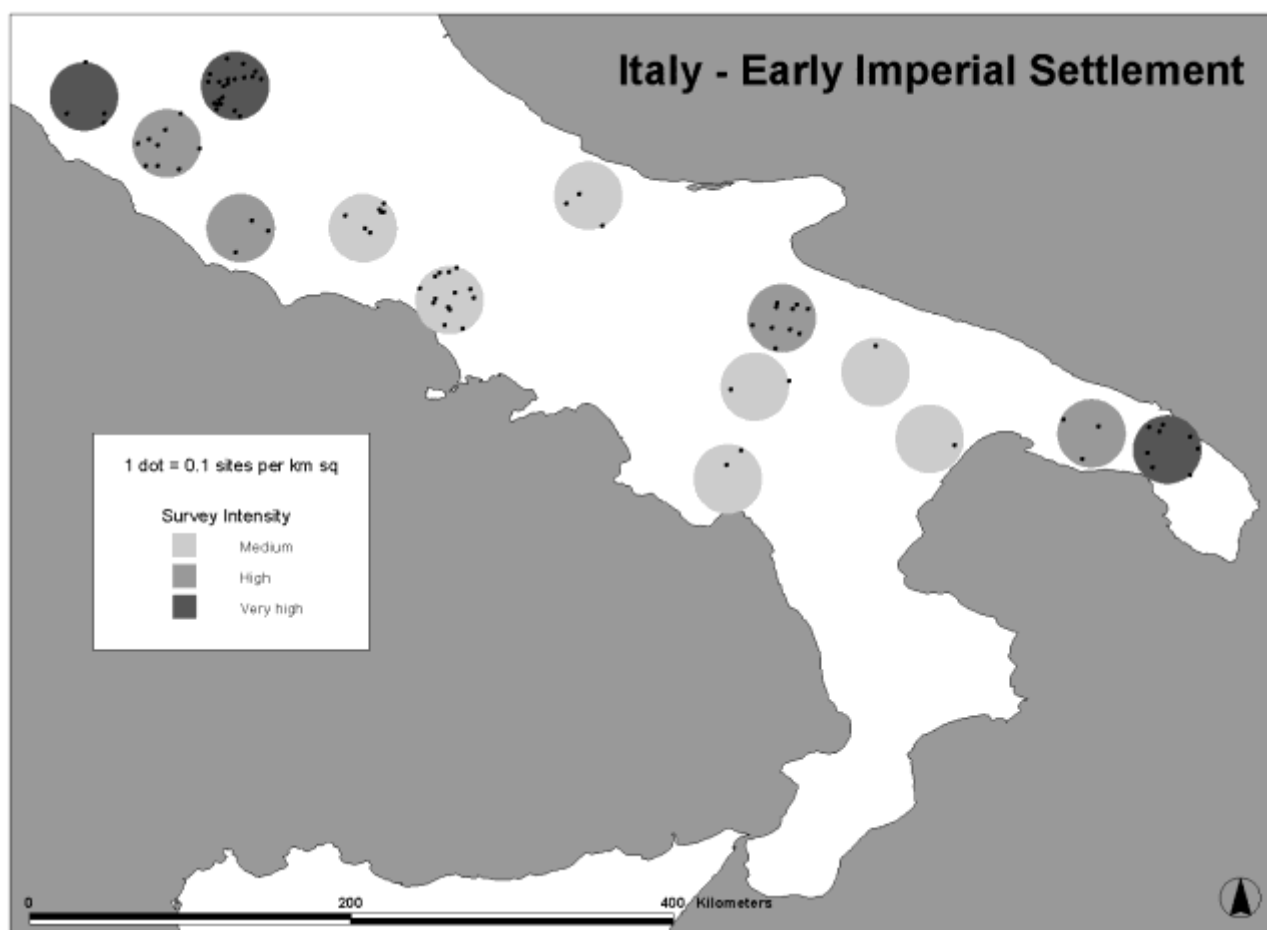 Italy - Early Imperial Settlement
1 dot = 0.1 sites per km sq
Survey Intensity
Medium
High
Very high
0 200 400 Kilometers